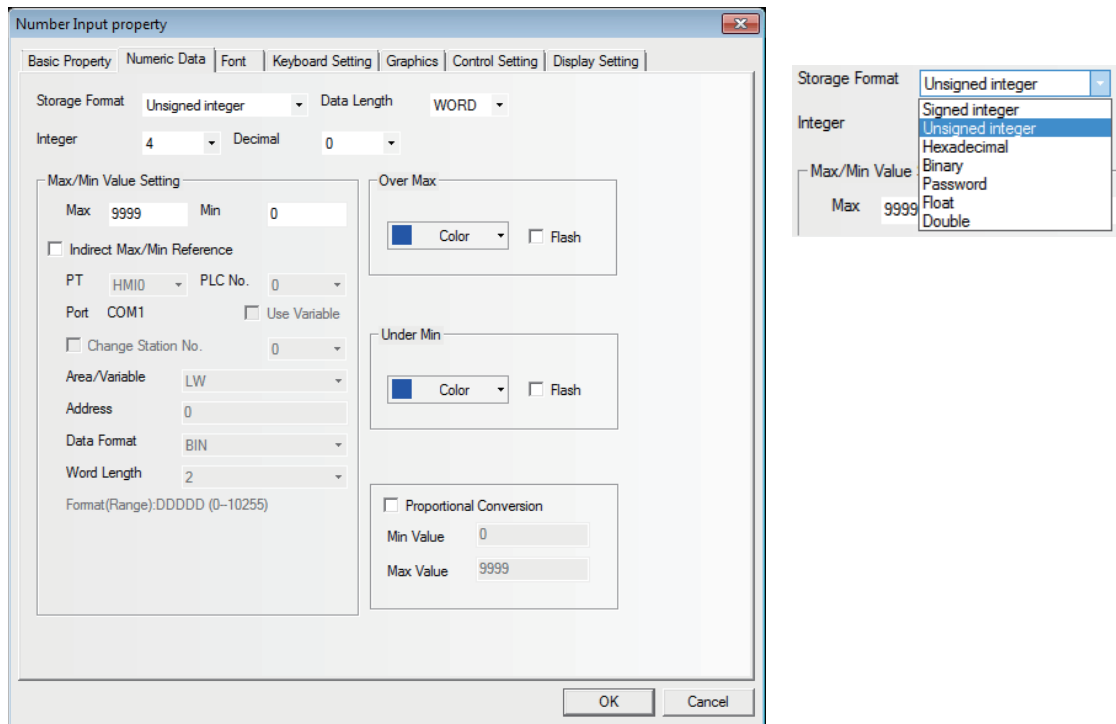 Number Input property
Basic Property Numeric Data Font Keyboard Setting Graphics Control Setting Display Setting
Storage Format Unsigned integer Data Length WORD
Integer 4 Decimal 0
Max/Min Value Setting
Max 9999 Min 0
Indirect Max/Min Reference
PT HMI0 PLC No. 0
Port COM1 Use Variable
Change Station No. 0
Area/Variable LW
Address 0
Data Format BIN
Word Length 2
Format(Range):DDDDD (0~10255)
Over Max
Color Flash
Under Min
Color Flash
Proportional Conversion
Min Value 0
Max Value 9999
OK Cancel
Storage Format Unsigned integer
Integer
Max/Min Value
Max 9999
Signed integer
Unsigned integer
Hexadecimal
Binary
Password
Float
Double